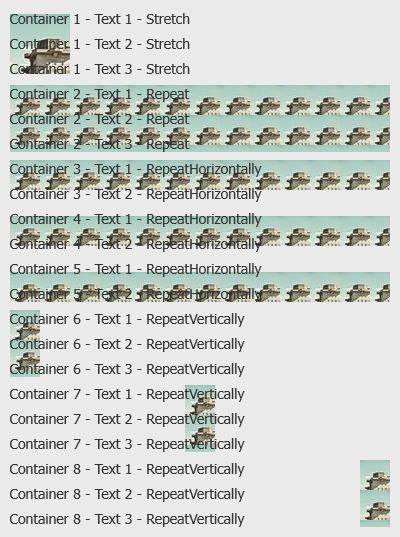 Container 1 - Text 1 - Stretch
Container 1 - Text 2 - Stretch
Container 1 - Text 3 - Stretch
Container 2 - Text 1 - Repeat
Container 2 - Text 2 - Repeat
Container 2 - Text 3 - Repeat
Container 3 - Text 1 - RepeatHorizontally
Container 3 - Text 2 - RepeatHorizontally
Container 4 - Text 1 - RepeatHorizontally
Container 4 - Text 2 - RepeatHorizontally
Container 5 - Text 1 - RepeatHorizontally
Container 5 - Text 2 - RepeatHorizontally
Container 6 - Text 1 - RepeatVertically
Container 6 - Text 2 - RepeatVertically
Container 6 - Text 3 - RepeatVertically
Container 7 - Text 1 - RepeatVertically
Container 7 - Text 2 - RepeatVertically
Container 7 - Text 3 - RepeatVertically
Container 8 - Text 1 - RepeatVertically
Container 8 - Text 2 - RepeatVertically
Container 8 - Text 3 - RepeatVertically